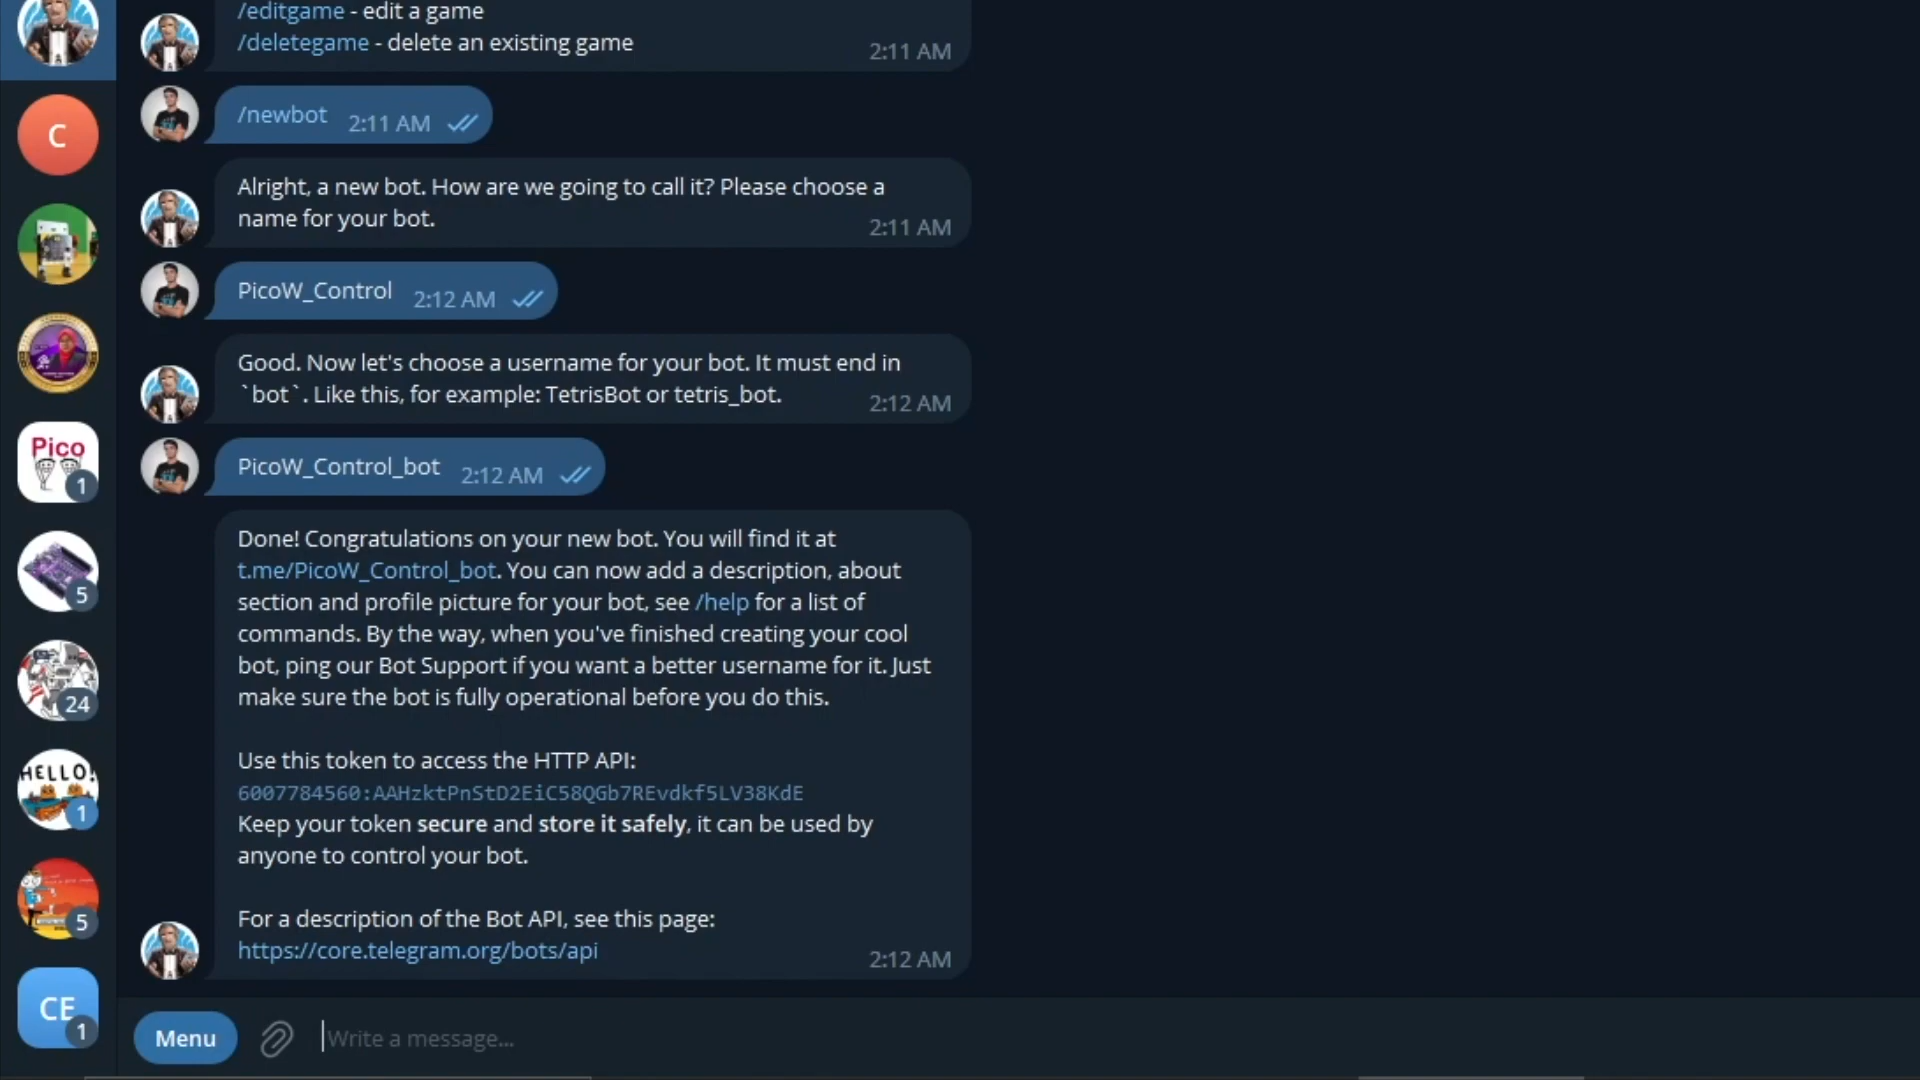 /editgame - edit a game
/deletegame - delete an existing game
2:11 AM
/newbot 2:11 AM
Alright, a new bot. How are we going to call it? Please choose a
name for your bot.
2:11 AM
PicoW_Control 2:12 AM
Good. Now let's choose a username for your bot. It must end in
`bot`. Like this, for example: TetrisBot or tetris_bot.
2:12 AM
PicoW_Control_bot 2:12 AM
Done! Congratulations on your new bot. You will find it at
t.me/PicoW_Control_bot. You can now add a description, about
section and profile picture for your bot, see /help for a list of
commands. By the way, when you've finished creating your cool
bot, ping our Bot Support if you want a better username for it. Just
make sure the bot is fully operational before you do this.
Use this token to access the HTTP API:
6007784560:AAHzktPnStD2EiC58QGb7REvdkf5LV38KdE
Keep your token secure and store it safely, it can be used by
anyone to control your bot.
For a description of the Bot API, see this page:
https://core.telegram.org/bots/api
2:12 AM
C
Pico
1
5
24
HELLO!
1
5
CE
1
Menu
Write a message...